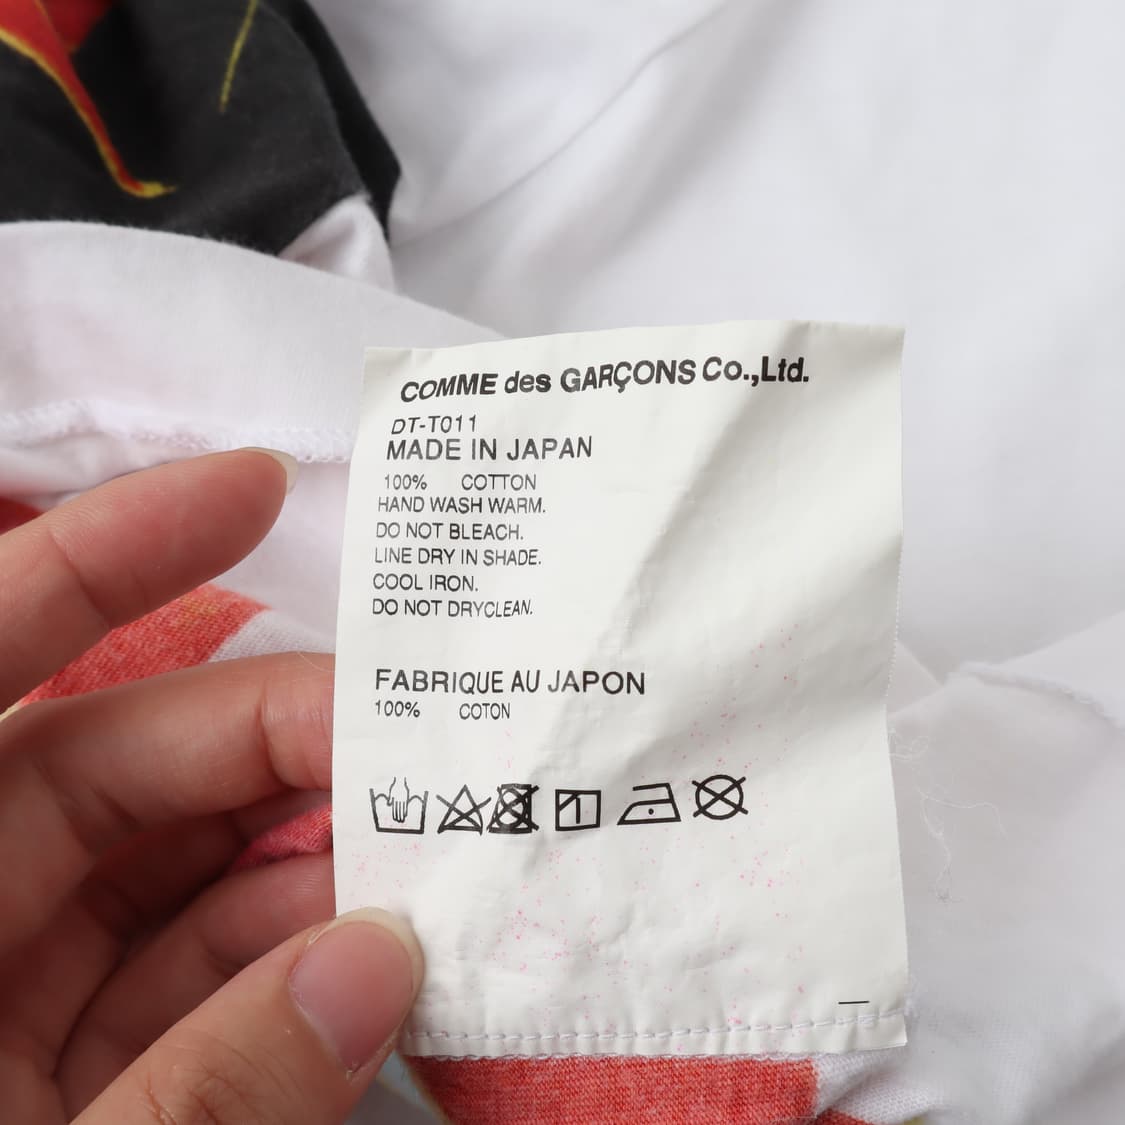 COMME des GARÇONS Co.,Ltd.
DT-T011
MADE IN JAPAN
100% COTTON
HAND WASH WARM.
DO NOT BLEACH.
LINE DRY IN SHADE.
COOL IRON.
DO NOT DRYCLEAN.
FABRIQUE AU JAPON
100% COTON